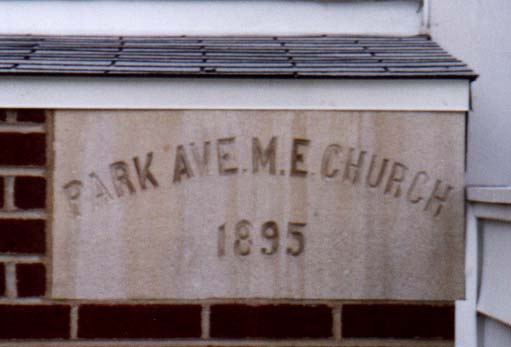 PARK AVE. M.E. CHURCH
1895